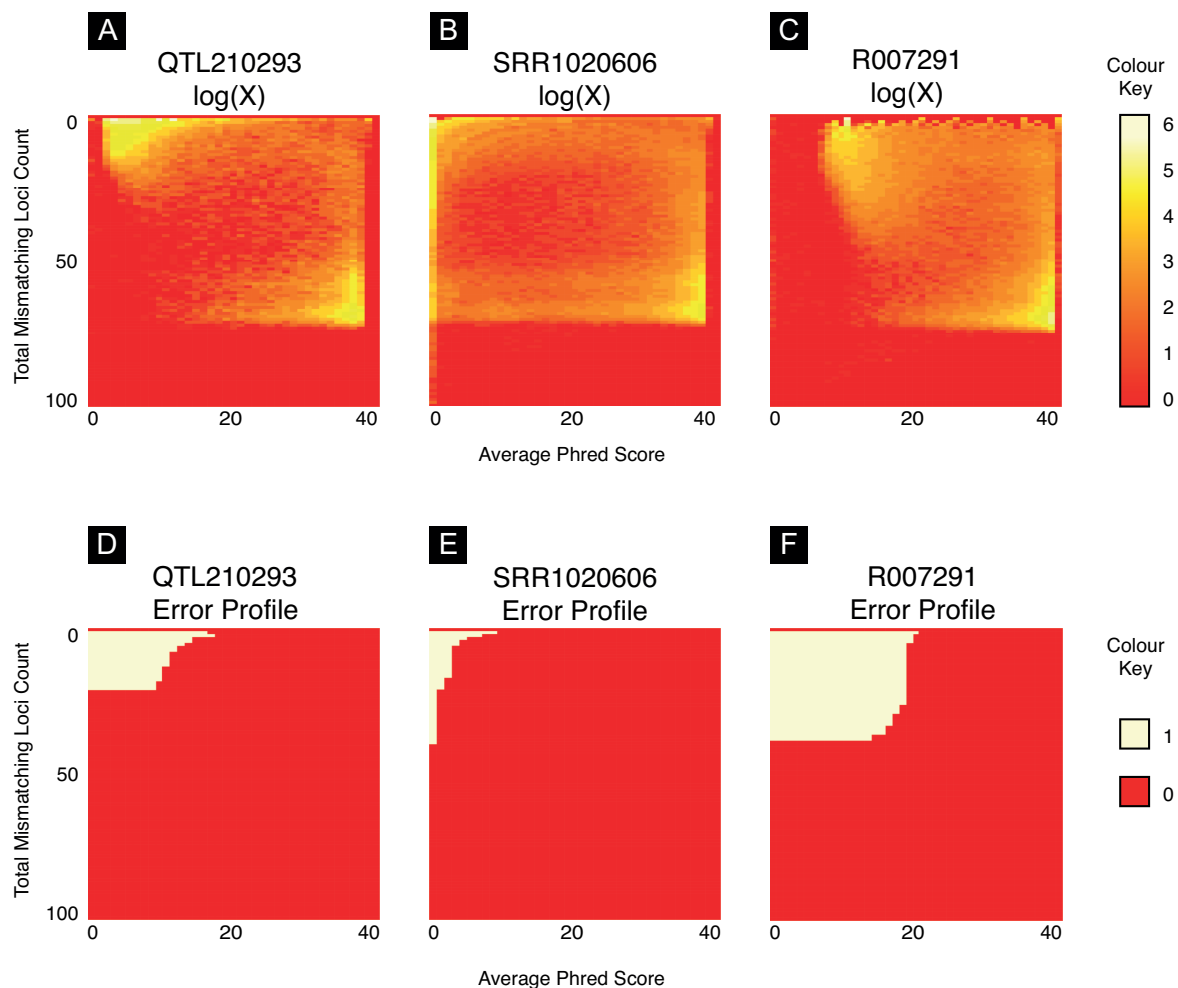 A
QTL210293
log(X)
B
SRR1020606
log(X)
C
R007291
log(X)
Colour
Key
Total Mismatching Loci Count
0
50
100
0 20 40
0 20 40
0 20 40
6
5
4
3
2
1
0
Average Phred Score
D
QTL210293
Error Profile
E
SRR1020606
Error Profile
F
R007291
Error Profile
Colour
Key
Total Mismatching Loci Count
0
50
100
0 20 40
0 20 40
0 20 40
1
0
Average Phred Score